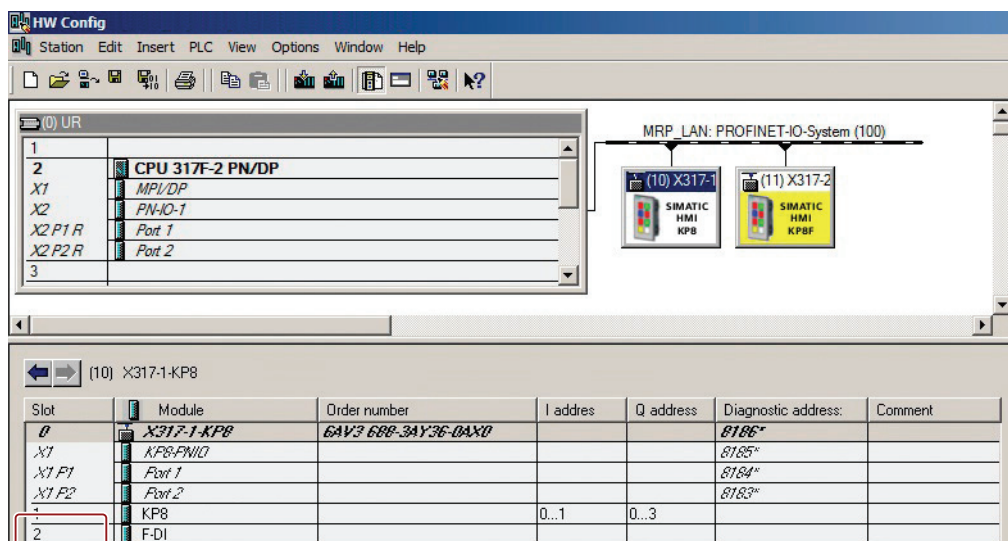 HW Config
Station Edit Insert PLC View Options Window Help
(0) UR
1
2 CPU 317F-2 PN/DP
X1 MPI/DP
X2 PN-IO-1
X2 P1 R Port 1
X2 P2 R Port 2
3
MRP_LAN: PROFINET-IO-System (100)
(10) X317-1
SIMATIC
HMI
KP8
(11) X317-2
SIMATIC
HMI
KP8F
(10) X317-1-KP8
Slot Module Order number I addres Q address Diagnostic address: Comment
0 X317-1-KP8 6AV3 688-3AY36-0AX0 8186*
X1 KP8-PNIO 8185*
X1 P1 Port 1 8184*
X1 P2 Port 2 8183*
1 KP8 0...1 0...3
2 F-DI